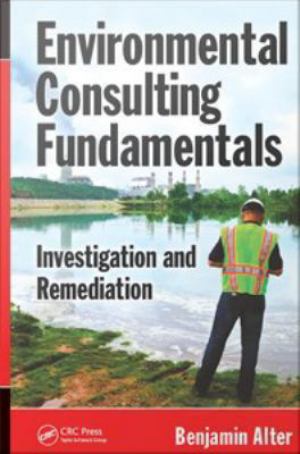 Environmental
Consulting
Fundamentals
Investigation and
Remediation
CRC Press
Taylor & Francis Group
Benjamin Alter